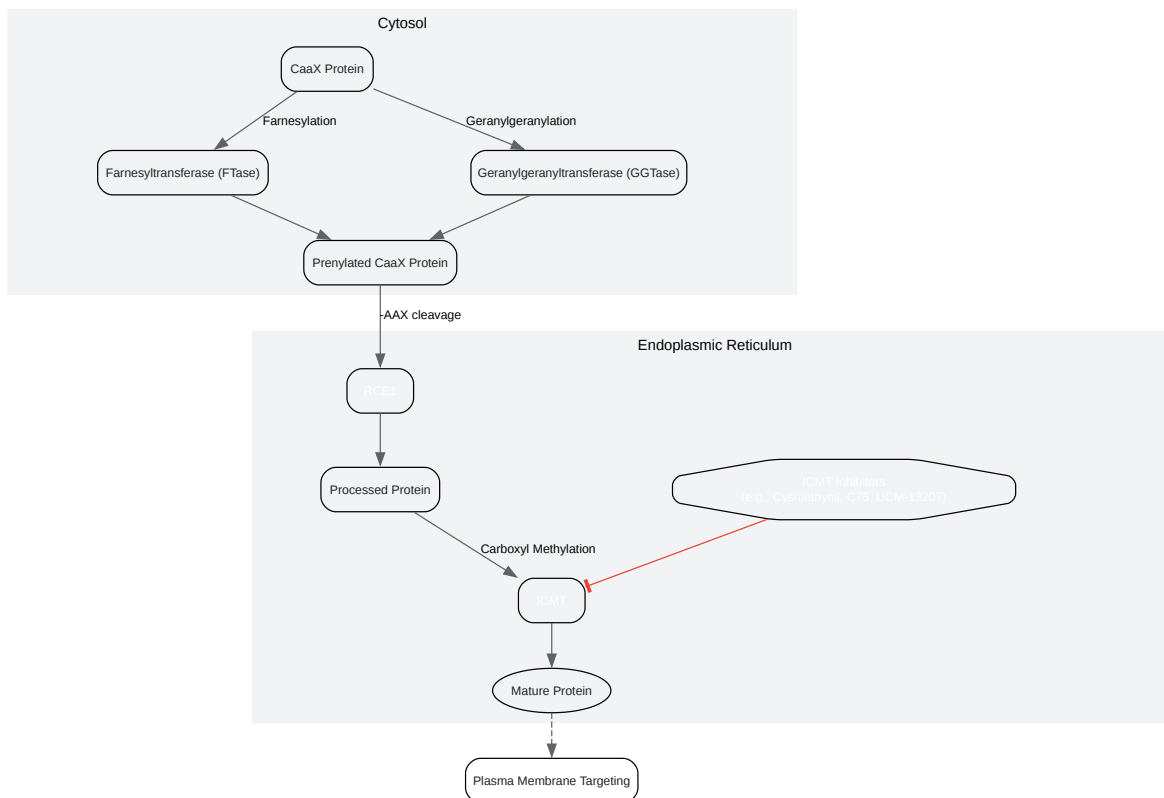 Cytosol
CaaX Protein
Farnesylation
Geranylgeranylation
Farnesyltransferase (FTase)
Geranylgeranyltransferase (GGTase)
Prenylated CaaX Protein
-AAX cleavage
Endoplasmic Reticulum
RCE1
ICMT Inhibitors
(e.g., Cysmethynil, C75, UCM-13207)
Processed Protein
Carboxyl Methylation
ICMT
Mature Protein
Plasma Membrane Targeting